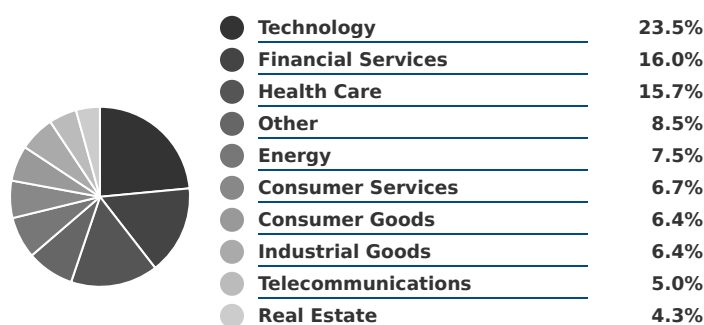 Technology 23.5%
Financial Services 16.0%
Health Care 15.7%
Other 8.5%
Energy 7.5%
Consumer Services 6.7%
Consumer Goods 6.4%
Industrial Goods 6.4%
Telecommunications 5.0%
Real Estate 4.3%